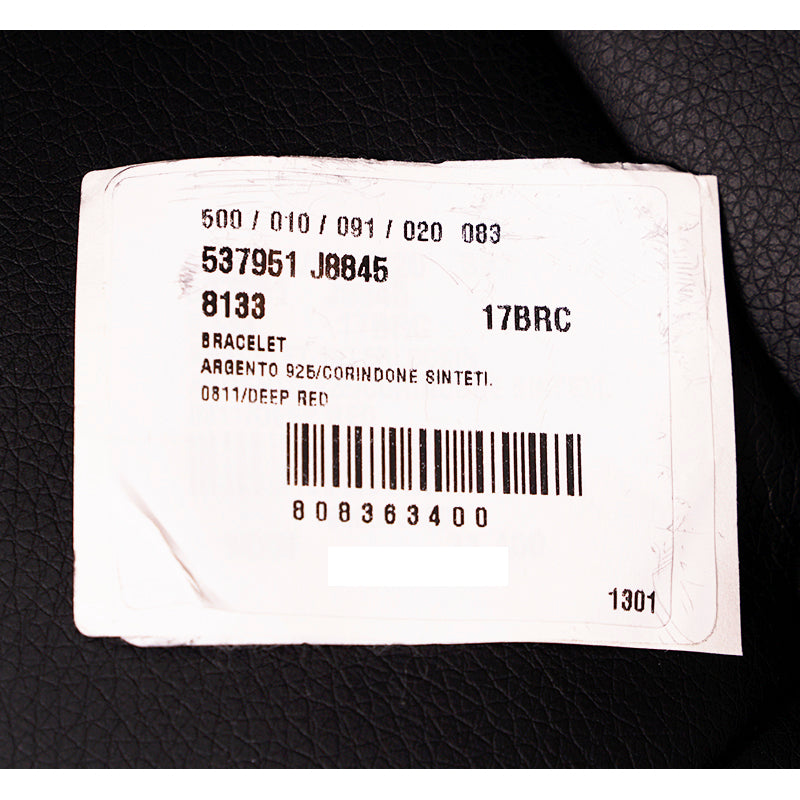 500 / 010 / 091 / 020 083
537951 J8845
8133 17BRC
BRACELET
ARGENTO 925/CORINDONE SINTETI.
0811/DEEP RED
808363400
1301